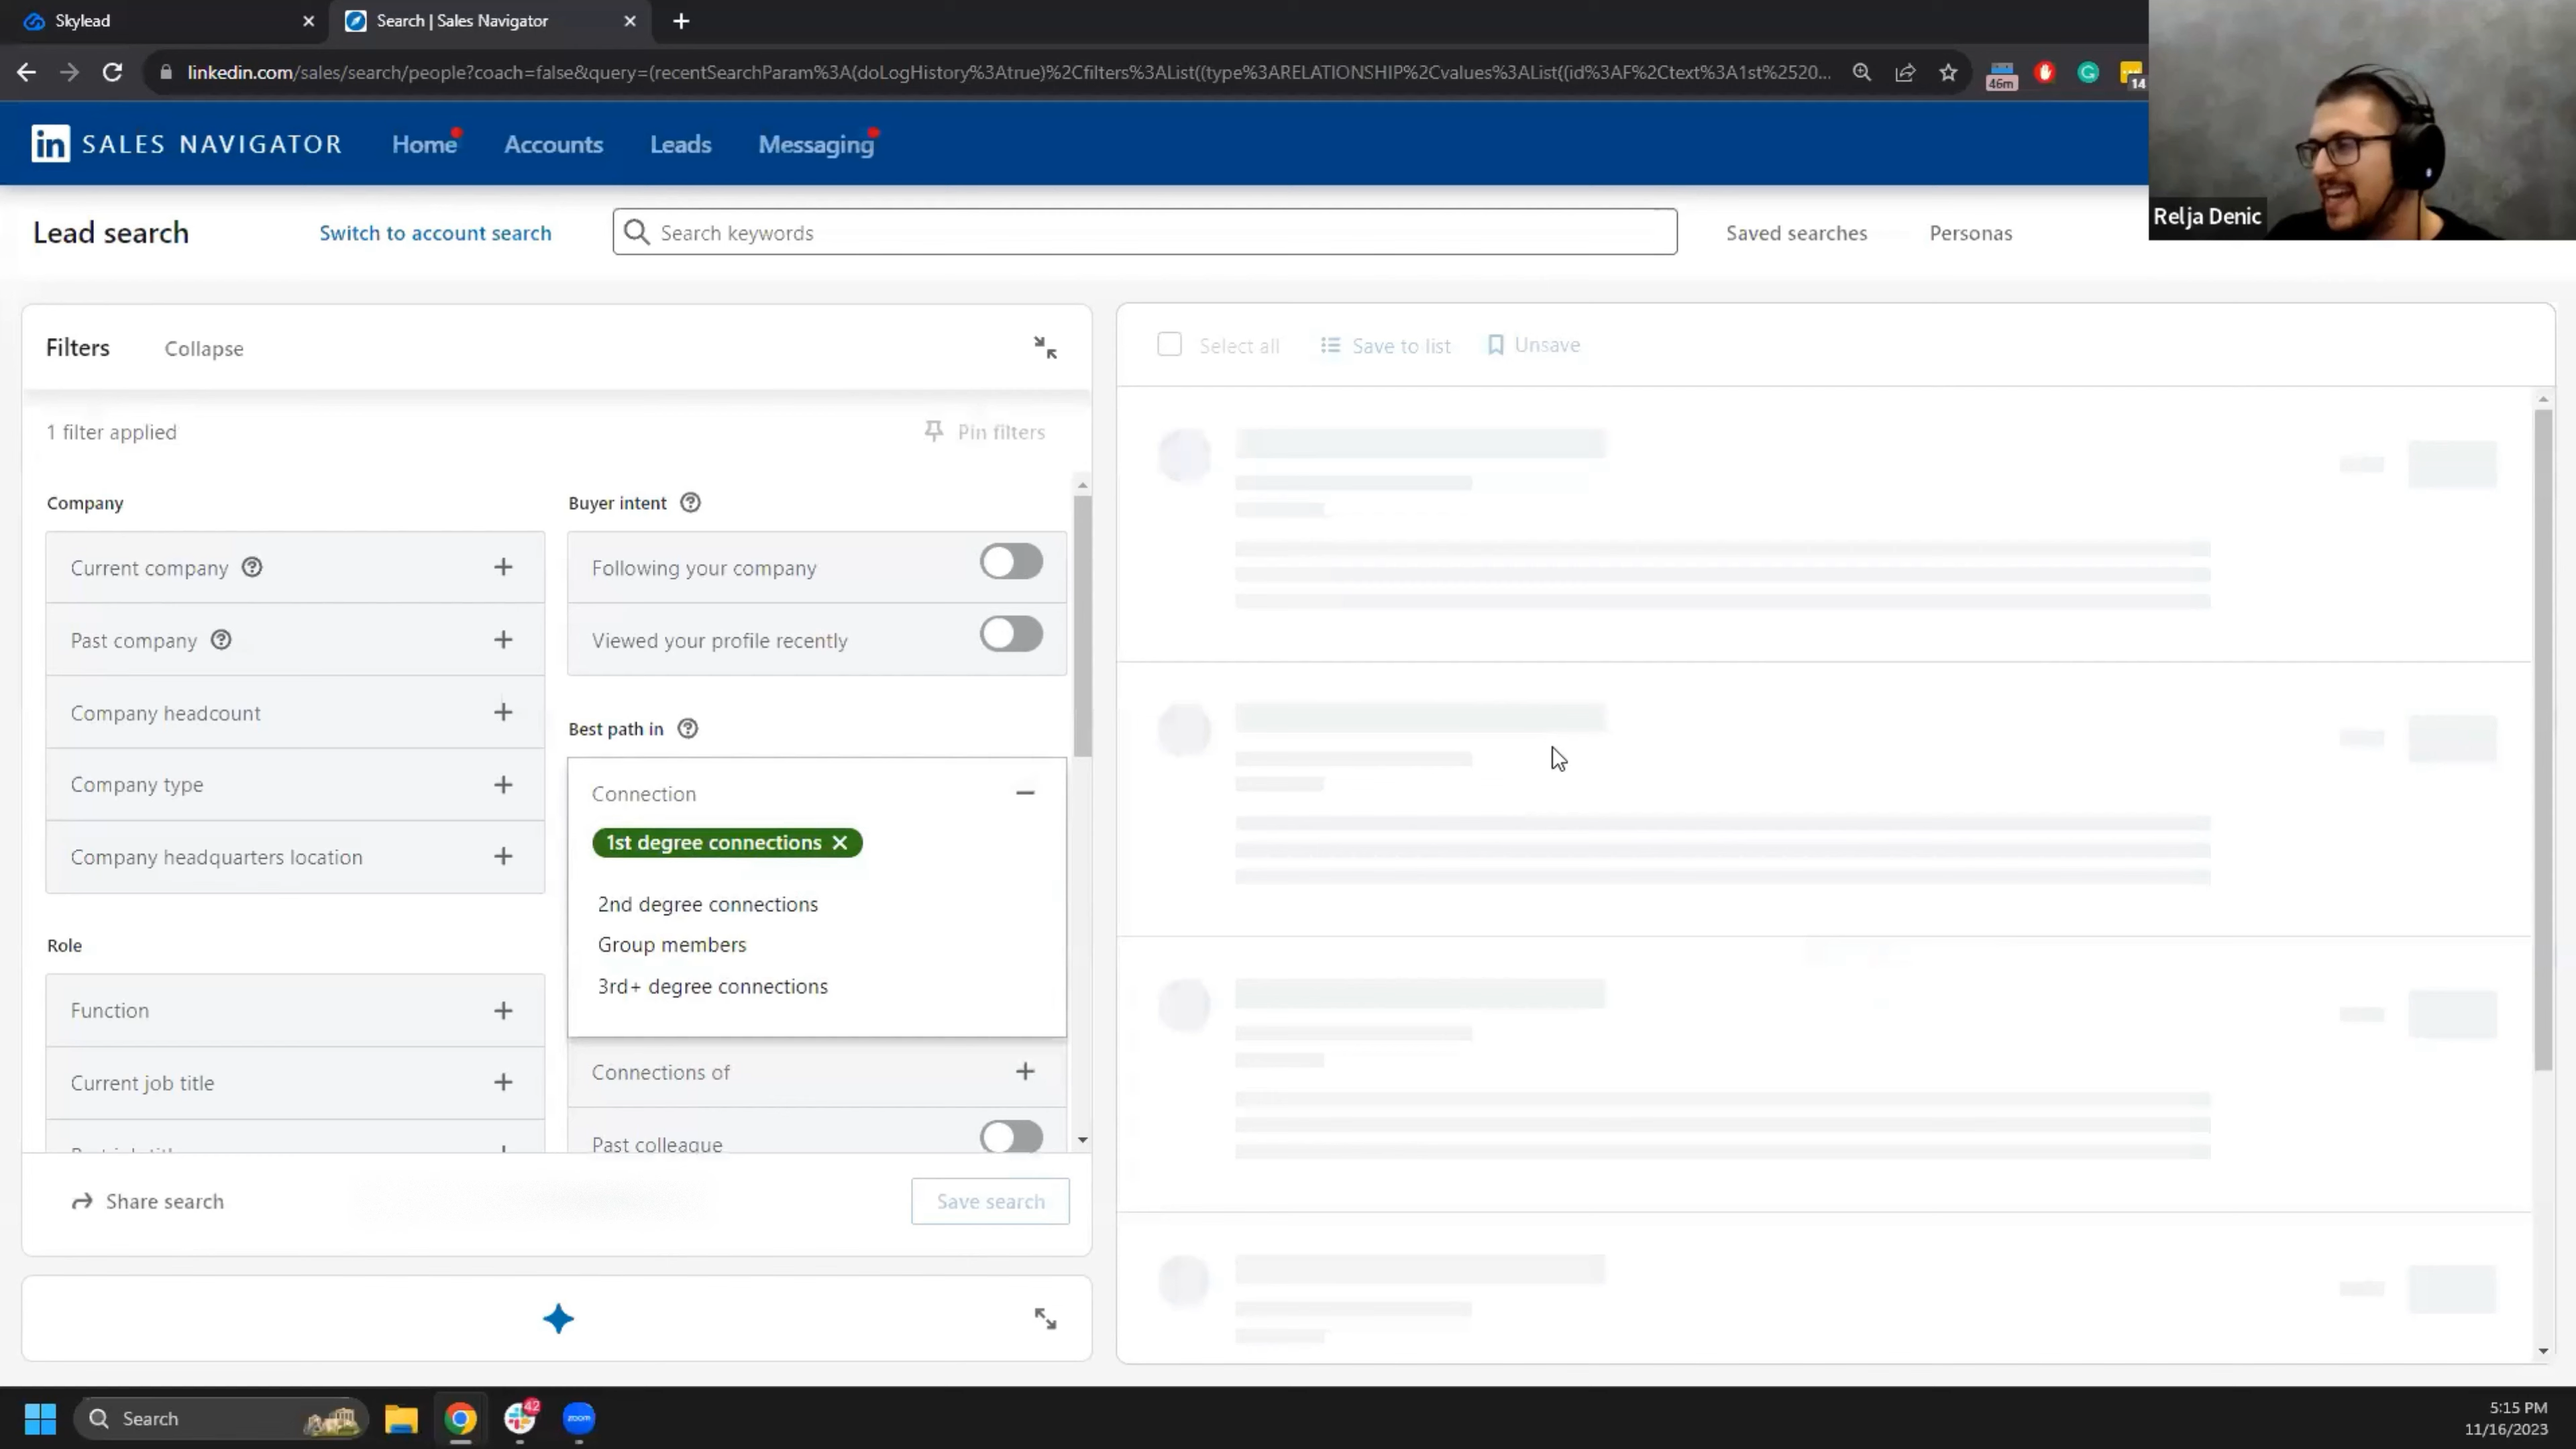 Skylead
Search | Sales Navigator
linkedin.com/sales/search/people?coach=false&query=(recentSearchParam%3A(doLogHistory%3Atrue)%2Cfilters%3AList((type%3ARELATIONSHIP%2Cvalues%3AList((id%3AF%2Ctext%3A1st%2520...
46m
14
in SALES NAVIGATOR
Home
Accounts
Leads
Messaging
Relja Denic
Lead search
Switch to account search
Search keywords
Saved searches
Personas
Filters
Collapse
Select all
Save to list
Unsave
1 filter applied
Pin filters
Company
Current company
Past company
Company headcount
Company type
Company headquarters location
Role
Function
Current job title
Buyer intent
Following your company
Viewed your profile recently
Best path in
Connection
1st degree connections
2nd degree connections
Group members
3rd+ degree connections
Connections of
Past colleague
Share search
Save search
Search
42
zoom
5:15 PM
11/16/2023